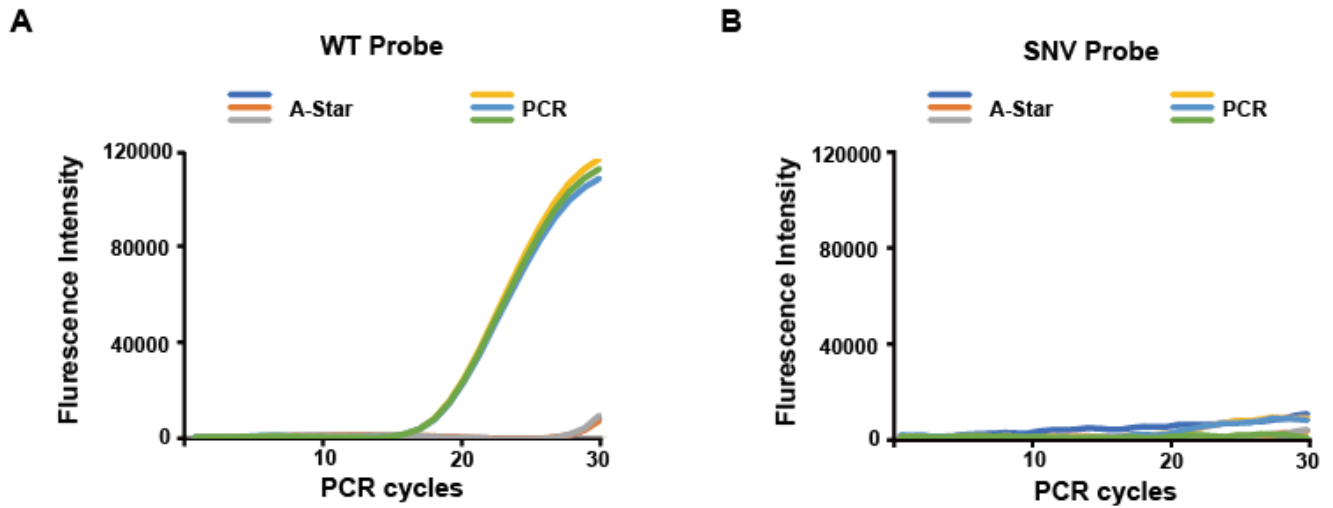 A
WT Probe
A-Star
PCR
Flurescence Intensity
120000
80000
40000
0
10
20
30
PCR cycles
B
SNV Probe
A-Star
PCR
Flurescence Intensity
120000
80000
40000
0
10
20
30
PCR cycles